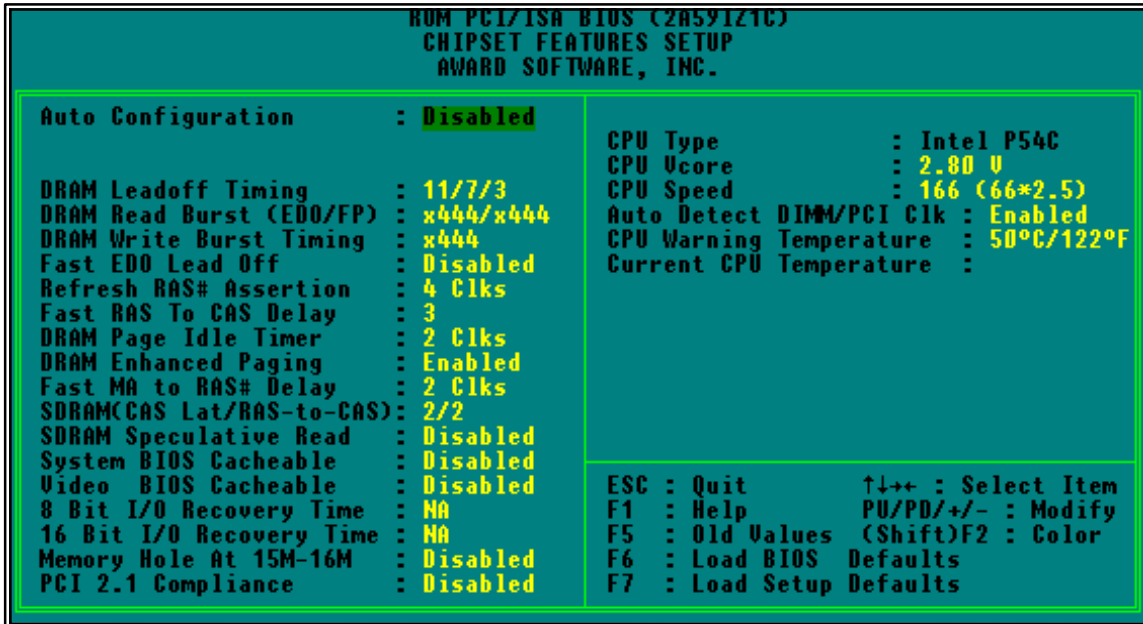 ROM PCI/ISA BIOS (2A59IZ1C)
CHIPSET FEATURES SETUP
AWARD SOFTWARE, INC.
Auto Configuration : Disabled
DRAM Leadoff Timing : 11/7/3
DRAM Read Burst (EDO/FP) : x444/x444
DRAM Write Burst Timing : x444
Fast EDO Lead Off : Disabled
Refresh RAS# Assertion : 4 Clks
Fast RAS To CAS Delay : 3
DRAM Page Idle Timer : 2 Clks
DRAM Enhanced Paging : Enabled
Fast MA to RAS# Delay : 2 Clks
SDRAM(CAS Lat/RAS-to-CAS): 2/2
SDRAM Speculative Read : Disabled
System BIOS Cacheable : Disabled
Video BIOS Cacheable : Disabled
8 Bit I/O Recovery Time : NA
16 Bit I/O Recovery Time : NA
Memory Hole At 15M-16M : Disabled
PCI 2.1 Compliance : Disabled
CPU Type : Intel P54C
CPU Vcore : 2.80 V
CPU Speed : 166 (66*2.5)
Auto Detect DIMM/PCI Clk : Enabled
CPU Warning Temperature : 50ºC/122ºF
Current CPU Temperature :
ESC : Quit ↑↓→← : Select Item
F1 : Help PU/PD/+/- : Modify
F5 : Old Values (Shift)F2 : Color
F6 : Load BIOS Defaults
F7 : Load Setup Defaults